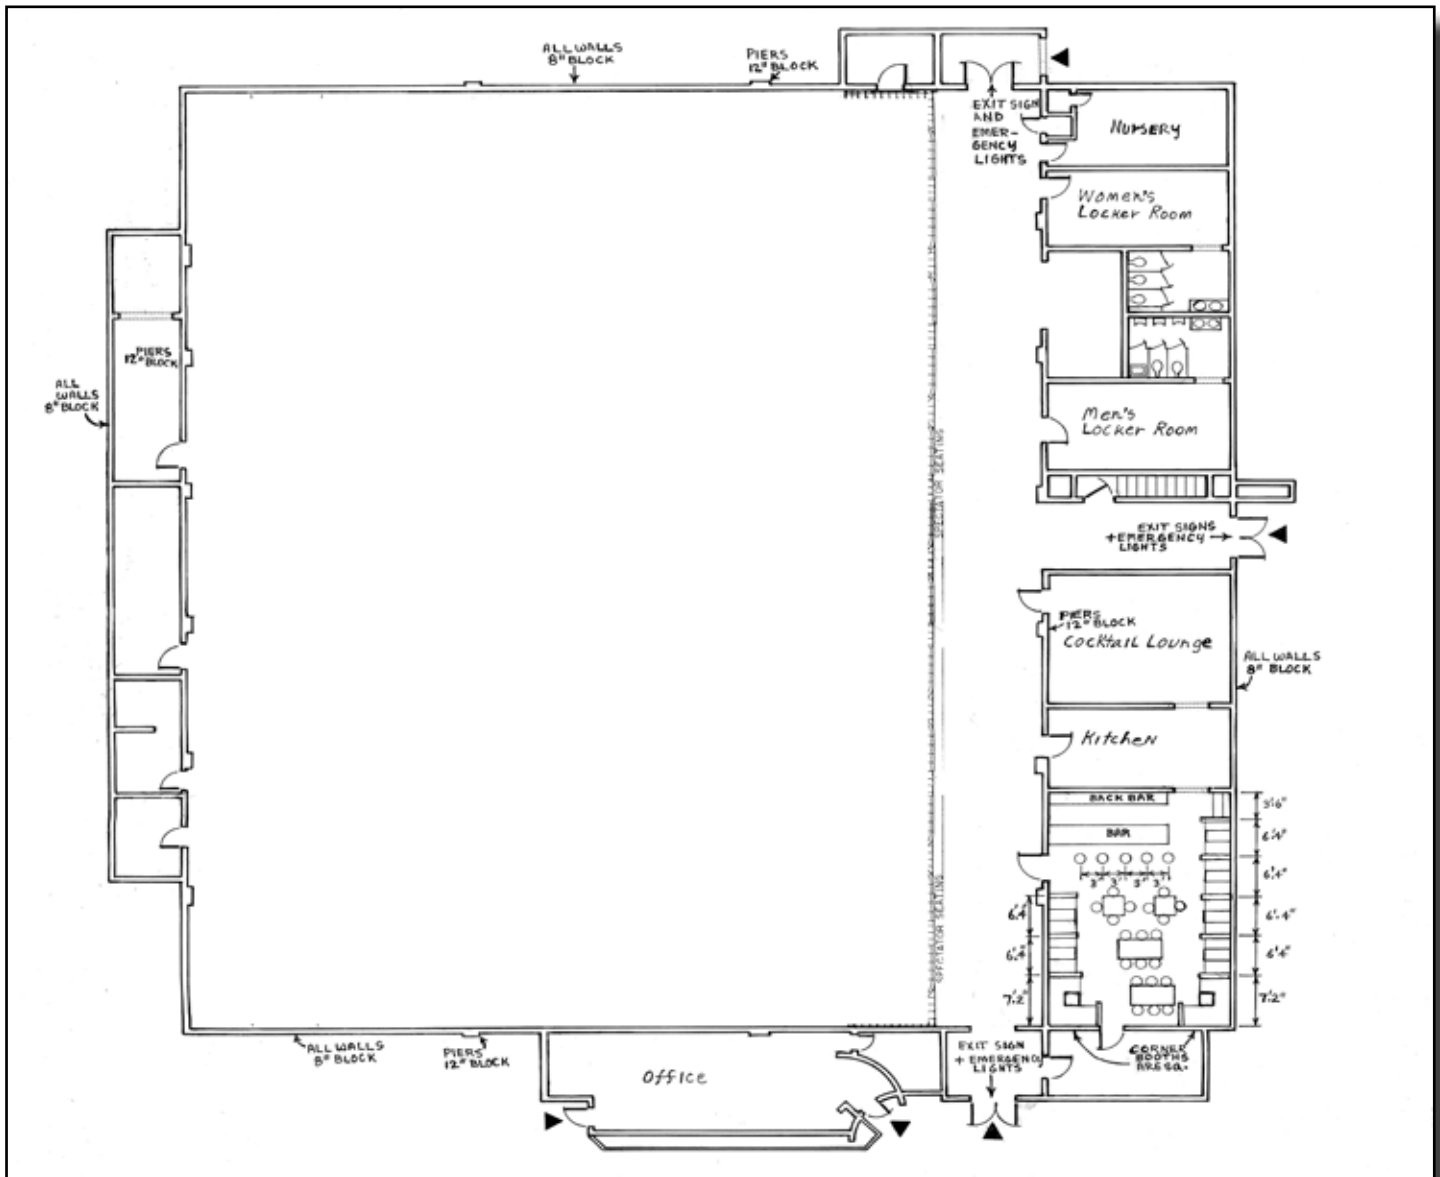 ALL WALLS
8" BLOCK
PIERS
12" BLOCK
EXIT SIGN
AND
EMER-
GENCY
LIGHTS
NURSERY
Women's
Locker Room
PIERS
12" BLOCK
ALL
WALLS
8" BLOCK
Men's
Locker Room
SPECTATOR SEATING
EXIT SIGNS
+EMERGENCY
LIGHTS
PIERS
12" BLOCK
Cocktail Lounge
ALL WALLS
8" BLOCK
Kitchen
BACK BAR
3'6"
BAR
6'4"
6'4"
3' 3' 3' 3'
6'4"
6'-4"
6'4"
6'4"
7'2"
7'2"
SPECTATOR SEATING
ALL WALLS
8" BLOCK
PIERS
12" BLOCK
OFFICE
EXIT SIGN
+ EMERGENCY
LIGHTS
CORNER
BOOTHS